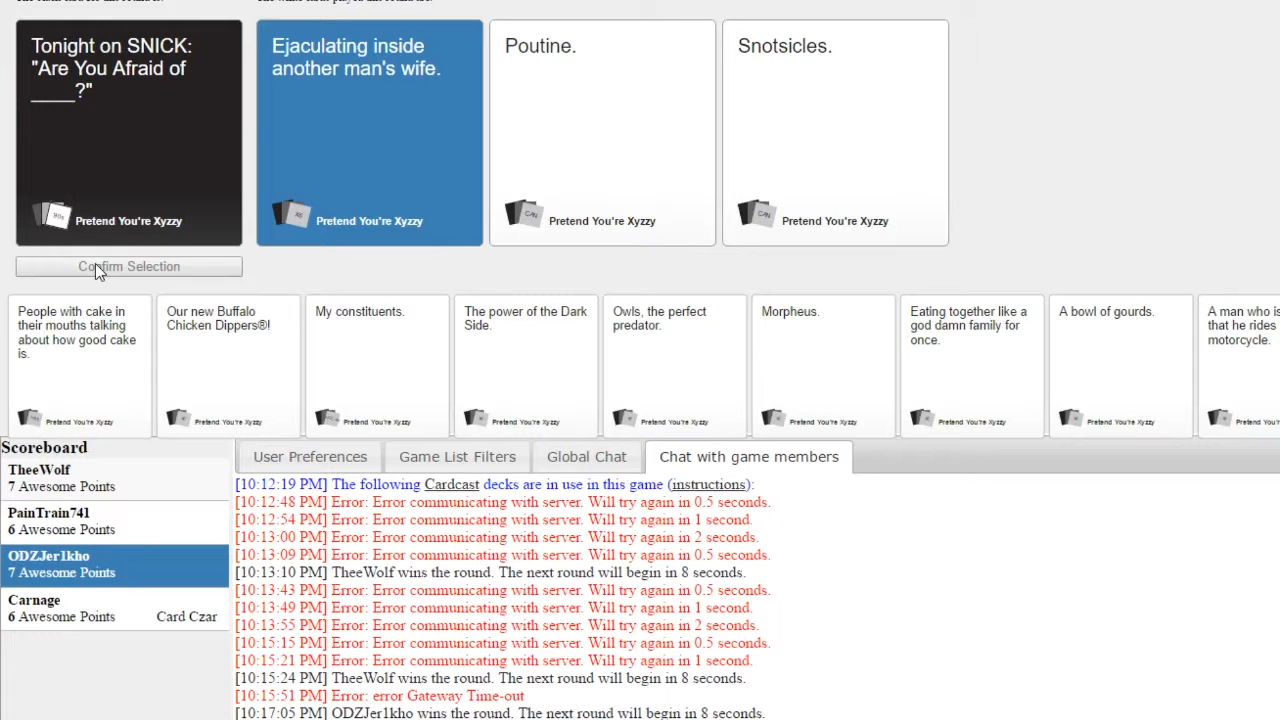 Tonight on SNICK:
"Are You Afraid of
____?"
Pretend You're Xyzzy
Ejaculating inside
another man's wife.
Pretend You're Xyzzy
Poutine.
CAN
Pretend You're Xyzzy
Snotsicles.
CAN
Pretend You're Xyzzy
Confirm Selection
People with cake in
their mouths talking
about how good cake
is.
Pretend You're Xyzzy
Our new Buffalo
Chicken Dippers®!
Pretend You're Xyzzy
My constituents.
Pretend You're Xyzzy
The power of the Dark
Side.
Pretend You're Xyzzy
Owls, the perfect
predator.
Pretend You're Xyzzy
Morpheus.
Pretend You're Xyzzy
Eating together like a
god damn family for
once.
Pretend You're Xyzzy
A bowl of gourds.
Pretend You're Xyzzy
A man who is
that he rides
motorcycle.
Pretend You
Scoreboard
TheeWolf
7 Awesome Points
PainTrain741
6 Awesome Points
ODZJer1kho
7 Awesome Points
Carnage
6 Awesome Points Card Czar
User Preferences Game List Filters Global Chat Chat with game members
[10:12:19 PM] The following Cardcast decks are in use in this game (instructions):
[10:12:48 PM] Error: Error communicating with server. Will try again in 0.5 seconds.
[10:12:54 PM] Error: Error communicating with server. Will try again in 1 second.
[10:13:00 PM] Error: Error communicating with server. Will try again in 2 seconds.
[10:13:09 PM] Error: Error communicating with server. Will try again in 0.5 seconds.
[10:13:10 PM] TheeWolf wins the round. The next round will begin in 8 seconds.
[10:13:43 PM] Error: Error communicating with server. Will try again in 0.5 seconds.
[10:13:49 PM] Error: Error communicating with server. Will try again in 1 second.
[10:13:55 PM] Error: Error communicating with server. Will try again in 2 seconds.
[10:15:15 PM] Error: Error communicating with server. Will try again in 0.5 seconds.
[10:15:21 PM] Error: Error communicating with server. Will try again in 1 second.
[10:15:24 PM] TheeWolf wins the round. The next round will begin in 8 seconds.
[10:15:51 PM] Error: error Gateway Time-out
[10:17:05 PM] ODZJer1kho wins the round. The next round will begin in 8 seconds.